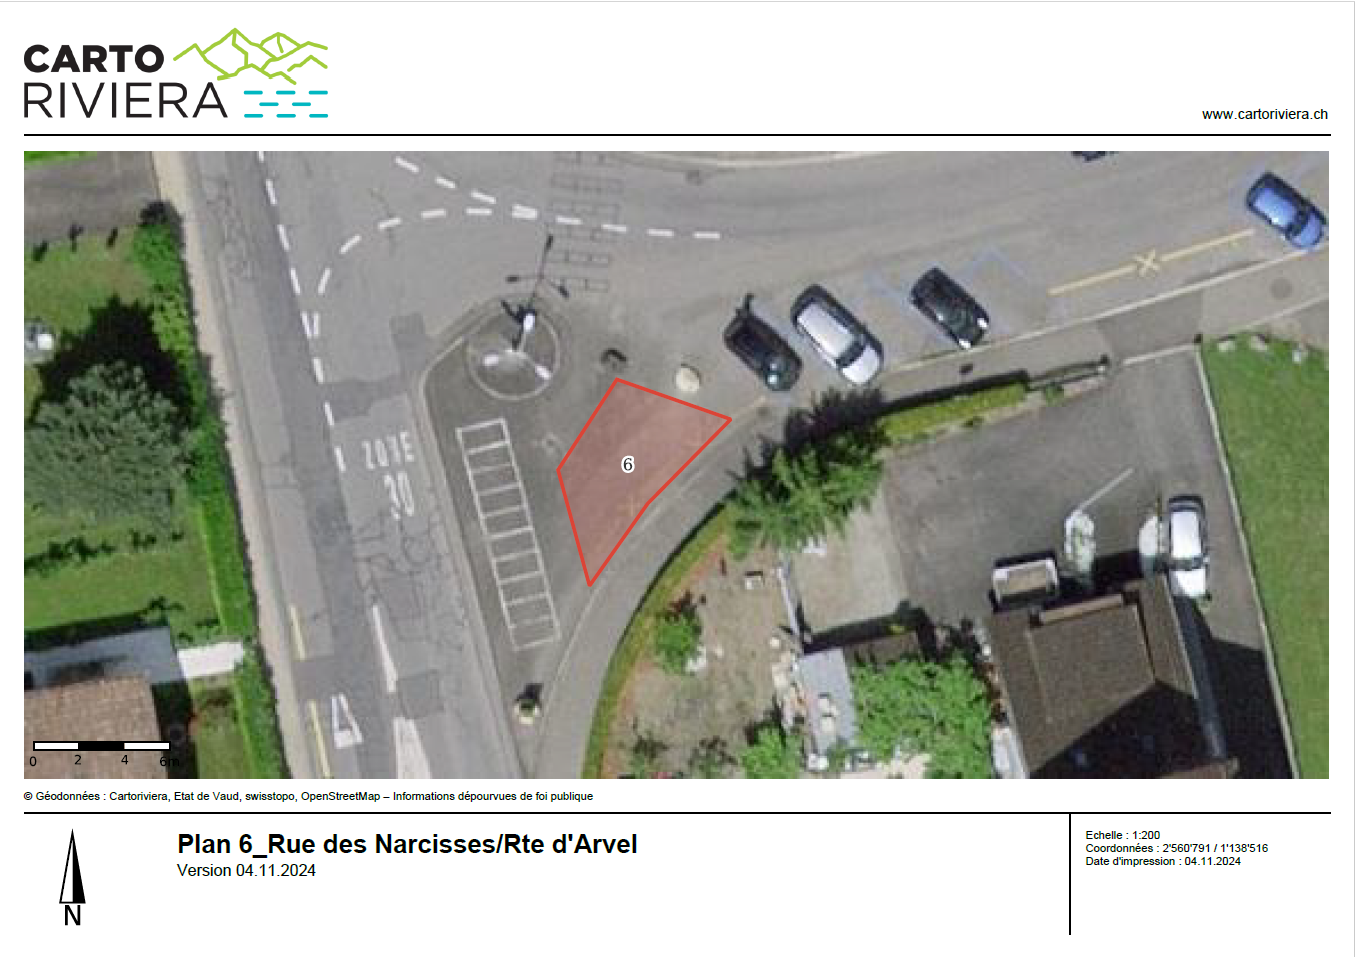 CARTO
RIVIERA
www.cartoriviera.ch
ZONE
30
6
0 2 4 6m
© Géodonnées : Cartoriviera, Etat de Vaud, swisstopo, OpenStreetMap – Informations dépourvues de foi publique
Plan 6_Rue des Narcisses/Rte d'Arvel
Version 04.11.2024
Echelle : 1:200
Coordonnées : 2'560'791 / 1'138'516
Date d'impression : 04.11.2024
N